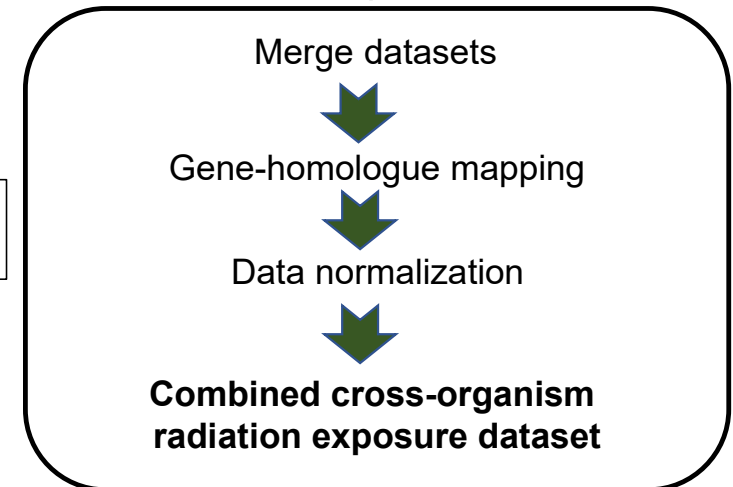 Merge datasets
Gene-homologue mapping
Data normalization
Combined cross-organism
radiation exposure dataset